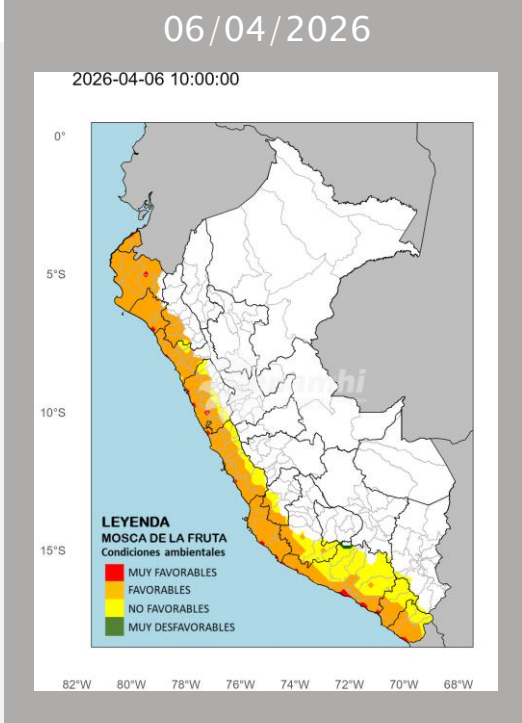 06/04/2026
2026-04-06 10:00:00
0°
5°S
10°S
15°S
LEYENDA
MOSCA DE LA FRUTA
Condiciones ambientales
MUY FAVORABLES
FAVORABLES
NO FAVORABLES
MUY DESFAVORABLES
82°W 80°W 78°W 76°W 74°W 72°W 70°W 68°W